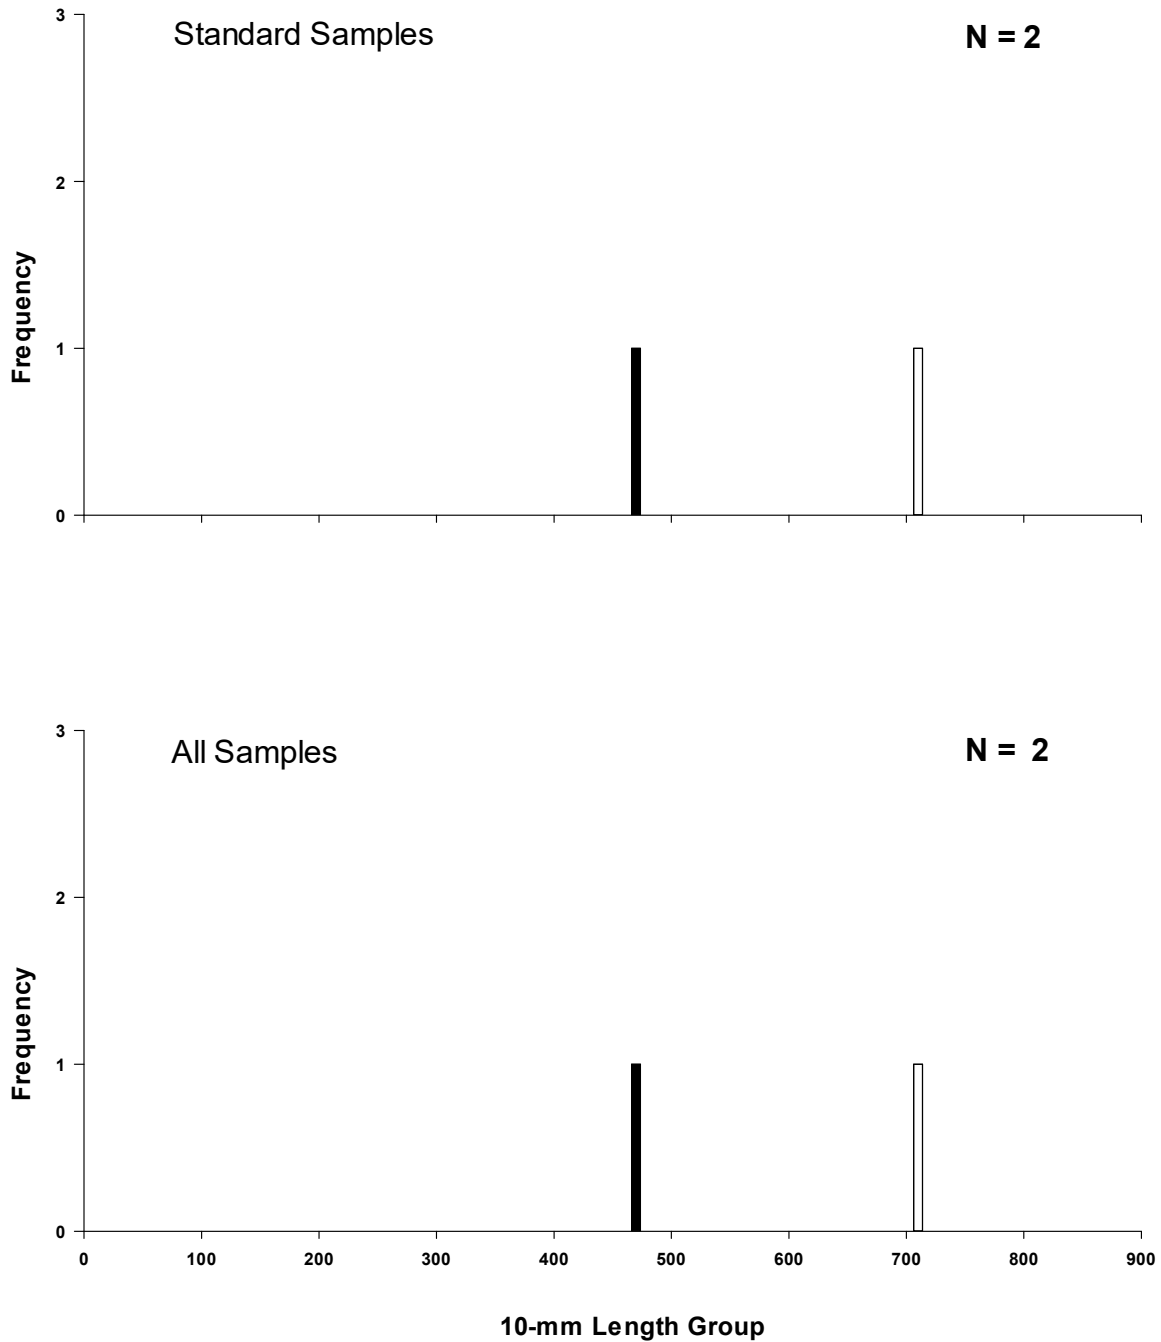 3
Standard Samples
N = 2
2
Frequency
1
0
3
All Samples
N = 2
2
Frequency
1
0
0 100 200 300 400 500 600 700 800 900
10-mm Length Group